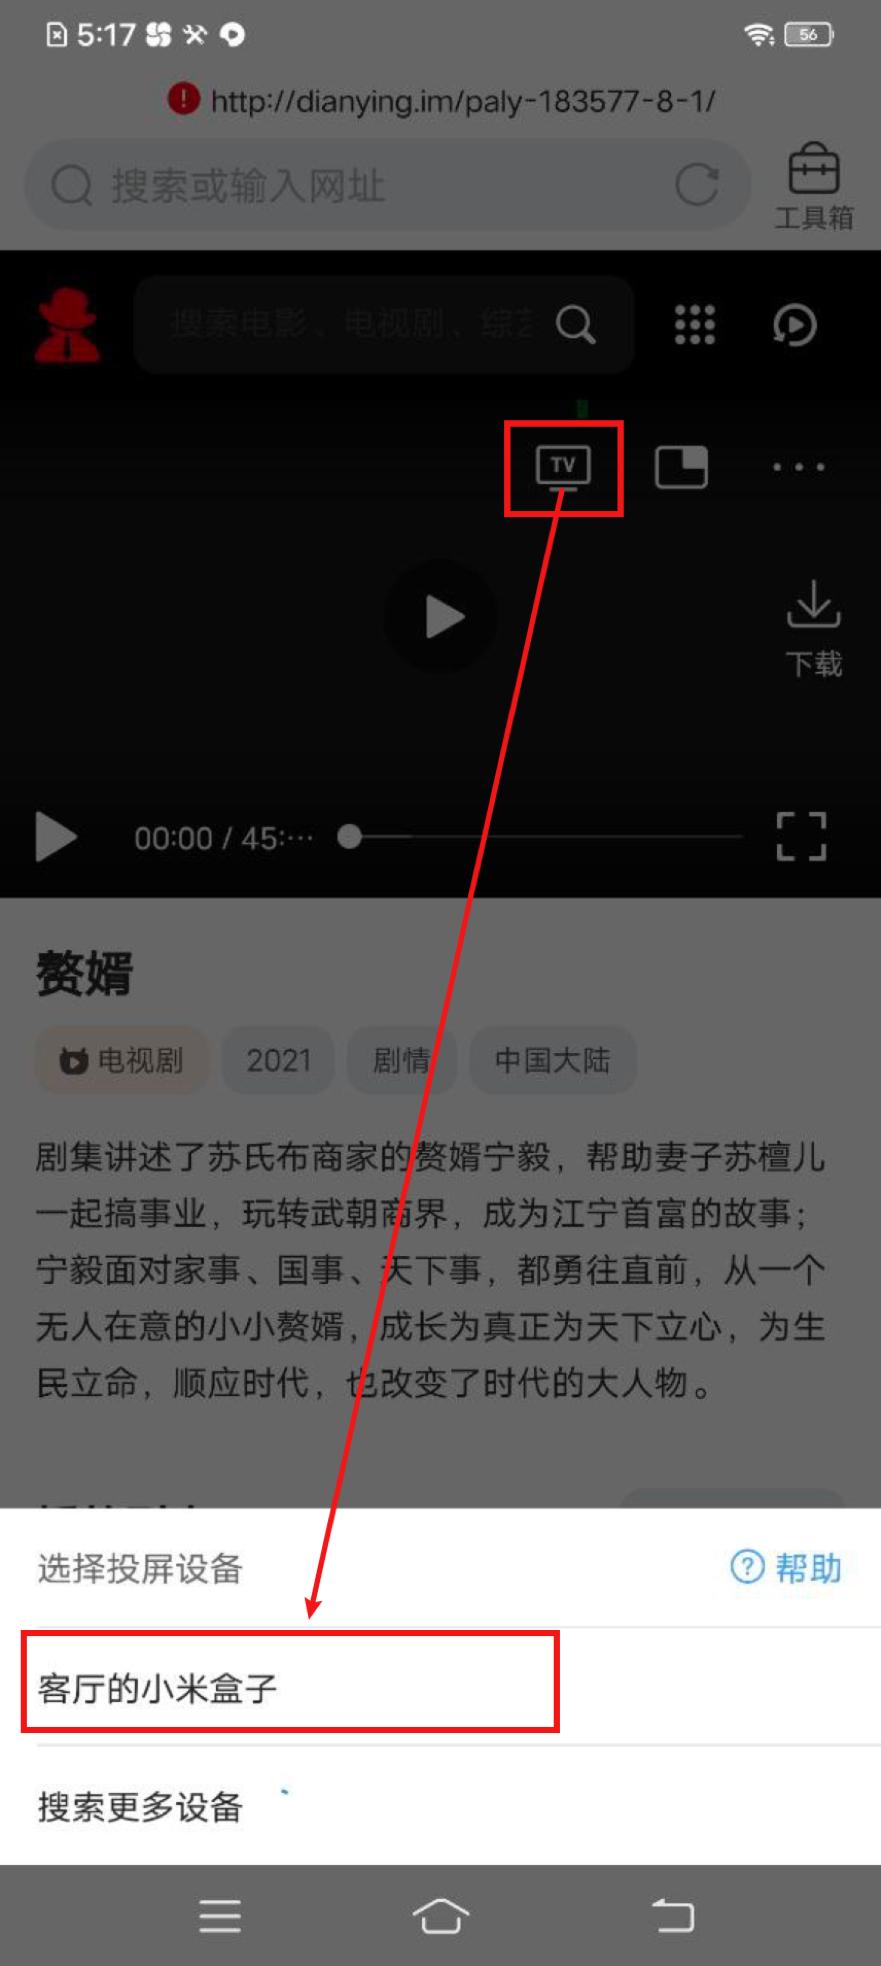 5:17
56
http://dianying.im/paly-183577-8-1/
搜索或输入网址
工具箱
搜索电影、电视剧、综艺
TV
下载
00:00 / 45:···
赘婿
电视剧 2021 剧情 中国大陆
剧集讲述了苏氏布商家的赘婿宁毅，帮助妻子苏檀儿
一起搞事业，玩转武朝商界，成为江宁首富的故事；
宁毅面对家事、国事、天下事，都勇往直前，从一个
无人在意的小小赘婿，成长为真正为天下立心，为生
民立命，顺应时代，也改变了时代的大人物。
选择投屏设备
帮助
客厅的小米盒子
搜索更多设备